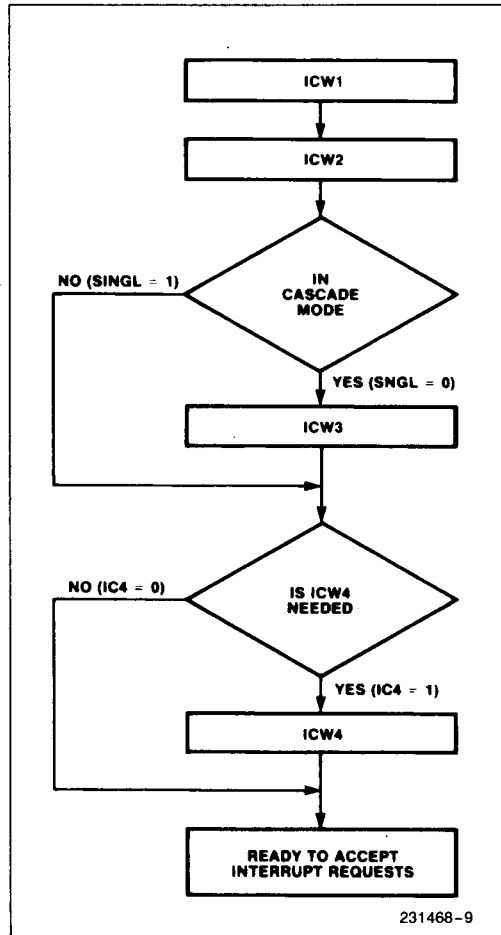 ICW1
ICW2
IN
CASCADE
MODE
NO (SINGL = 1)
YES (SNGL = 0)
ICW3
IS ICW4
NEEDED
NO (IC4 = 0)
YES (IC4 = 1)
ICW4
READY TO ACCEPT
INTERRUPT REQUESTS
231468-9